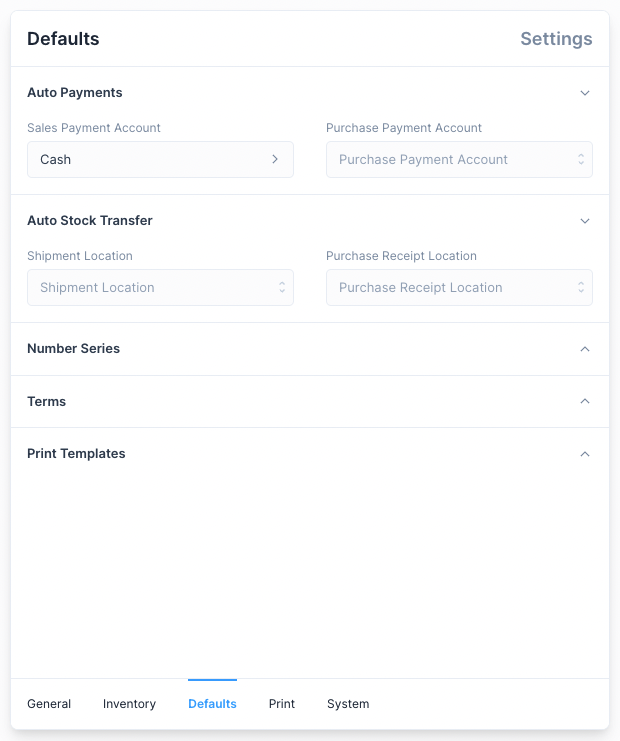 Defaults Settings
Auto Payments
Sales Payment Account Purchase Payment Account
Cash Purchase Payment Account
Auto Stock Transfer
Shipment Location Purchase Receipt Location
Shipment Location Purchase Receipt Location
Number Series
Terms
Print Templates
General Inventory Defaults Print System